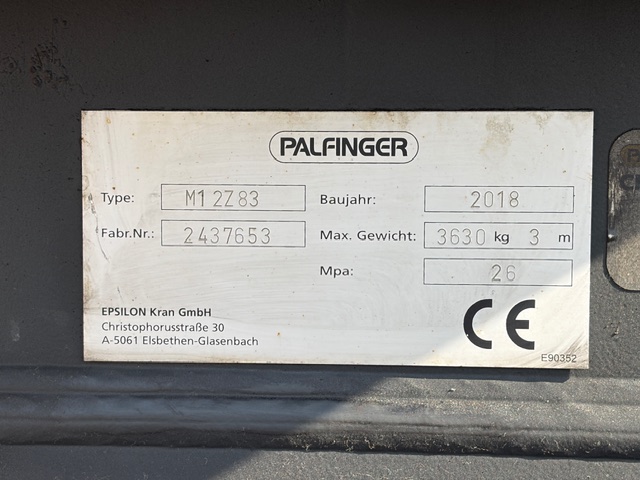 PALFINGER
Type: M12Z83 Baujahr: 2018
Fabr.Nr.: 2437653 Max. Gewicht: 3630 kg 3 m
Mpa: 26
EPSILON Kran GmbH
Christophorusstraße 30
A-5061 Elsbethen-Glasenbach
CE
E90352